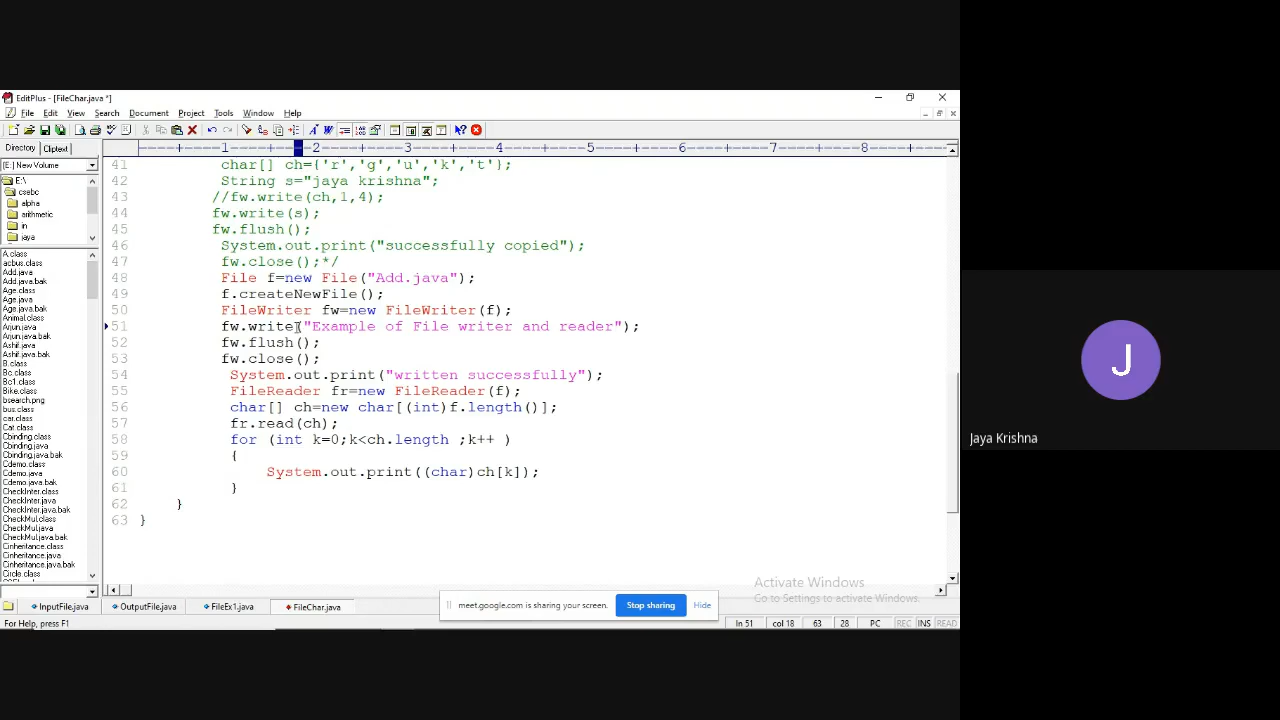 EditPlus - [FileChar.java *]
File Edit View Search Document Project Tools Window Help
Directory Cliptext
[E:] New Volume
E:\
csebc
alpha
arithmetic
in
jaya
A.class
acbus.class
Add.java
Add.java.bak
Age.class
Age.java
Age.java.bak
Animal.class
Arjun.java
Arjun.java.bak
Ashif.java
Ashif.java.bak
B.class
Bc.class
Bc1.class
Bike.class
bsearch.png
bus.class
car.class
Cat.class
Cbinding.class
Cbinding.java
Cbinding.java.bak
Cdemo.class
Cdemo.java
Cdemo.java.bak
CheckInter.class
CheckInter.java
CheckInter.java.bak
CheckMul.class
CheckMul.java
CheckMul.java.bak
Cinheritance.class
Cinheritance.java
Cinheritance.java.bak
Circle.class
----+----1----+----2----+----3----+----4----+----5----+----6----+----7----+----8----+--
41 char[] ch={'r','g','u','k','t'};
42 String s="jaya krishna";
43 //fw.write(ch,1,4);
44 fw.write(s);
45 fw.flush();
46 System.out.print("successfully copied");
47 fw.close();*/
48 File f=new File("Add.java");
49 f.createNewFile();
50 FileWriter fw=new FileWriter(f);
51 fw.write("Example of File writer and reader");
52 fw.flush();
53 fw.close();
54 System.out.print("written successfully");
55 FileReader fr=new FileReader(f);
56 char[] ch=new char[(int)f.length()];
57 fr.read(ch);
58 for (int k=0;k<ch.length ;k++ )
59 {
60 System.out.print((char)ch[k]);
61 }
62 }
63 }
Activate Windows
Go to Settings to activate Windows.
InputFile.java OutputFile.java FileEx1.java FileChar.java
meet.google.com is sharing your screen. Stop sharing Hide
For Help, press F1 ln 51 col 18 63 28 PC REC INS READ
J
Jaya Krishna